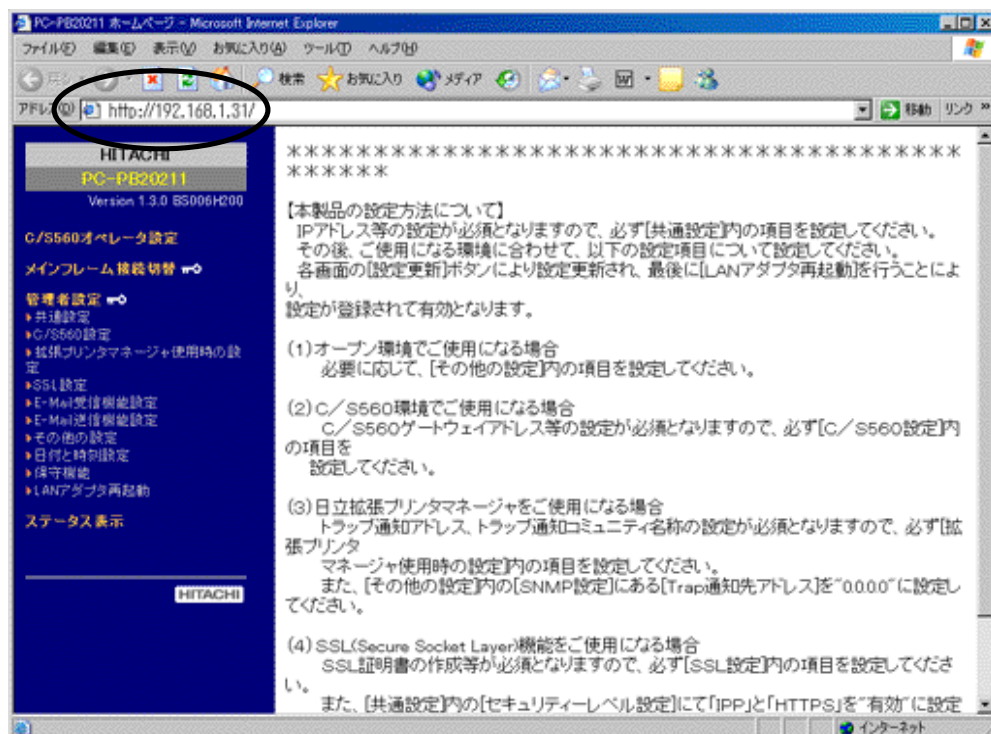 PC-PB20211 ホームページ - Microsoft Internet Explorer
ファイル(F) 編集(E) 表示(V) お気に入り(A) ツール(T) ヘルプ(H)
検索 お気に入り メディア
http://192.168.1.31/ 移動 リンク »
HITACHI
PC-PB20211
Version 1.3.0 BS006H200
C/S560オペレータ設定
メインフレーム接続切替
管理者設定
共通設定
C/S560設定
拡張プリンタマネージャ使用時の設
定
SSL設定
E-Mail受信機能設定
E-Mail送信機能設定
その他の設定
日付と時刻設定
保守機能
LANアダプタ再起動
ステータス表示
HITACHI
***************************************
******
【本製品の設定方法について】
IPアドレス等の設定が必須となりますので、必ず[共通設定]内の項目を設定してください。
その後、ご使用になる環境に合わせて、以下の設定項目について設定してください。
各画面の[設定更新]ボタンにより設定更新され、最後に[LANアダプタ再起動]を行うことによ
り、
設定が登録されて有効となります。
(1)オープン環境でご使用になる場合
必要に応じて、[その他の設定]内の項目を設定してください。
(2)C/S560環境でご使用になる場合
C/S560ゲートウェイアドレス等の設定が必須となりますので、必ず[C/S560設定]内
の項目を
設定してください。
(3)日立拡張プリンタマネージャをご使用になる場合
トラップ通知アドレス、トラップ通知コミュニティ名称の設定が必須となりますので、必ず[拡
張プリンタ
マネージャ使用時の設定]内の項目を設定してください。
また、[その他の設定]内の[SNMP設定]にある[Trap通知先アドレス]を"0.0.0.0"に設定し
てください。
(4)SSL(Secure Socket Layer)機能をご使用になる場合
SSL証明書の作成等が必須となりますので、必ず[SSL設定]内の項目を設定してくださ
い。
また、[共通設定]内の[セキュリティーレベル設定]にて「IPP」と「HTTPS」を"有効"に設定
インターネット